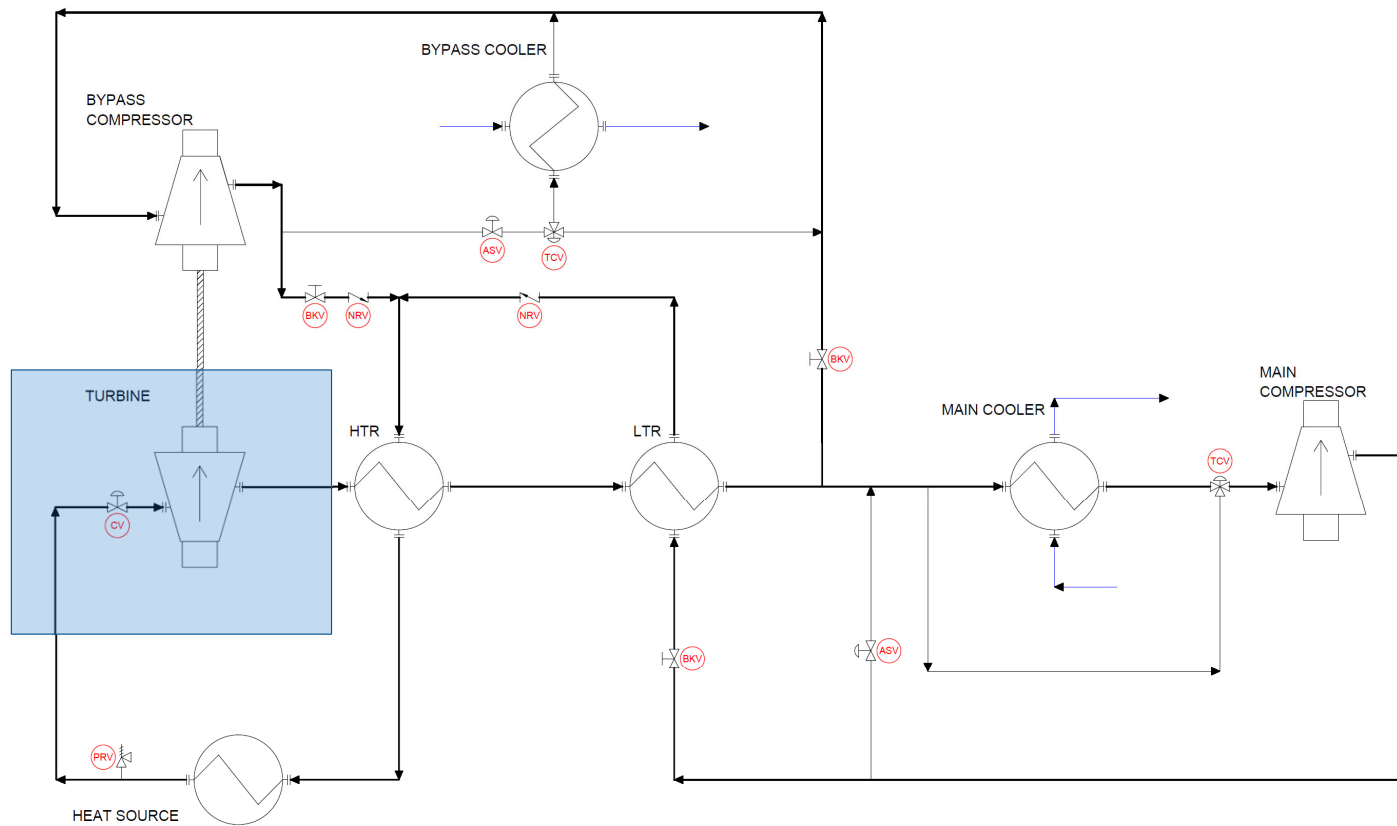 BYPASS COOLER
BYPASS
COMPRESSOR
ASV
TCV
BKV
NRV
NRV
BKV
TURBINE
HTR
LTR
MAIN COOLER
MAIN
COMPRESSOR
TCV
CV
BKV
ASV
PRV
HEAT SOURCE